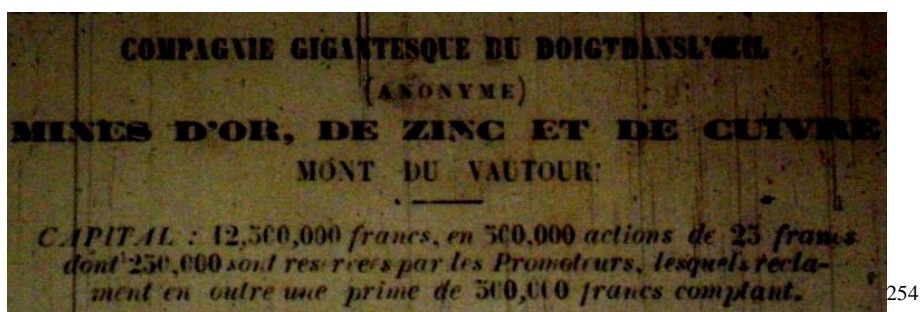 COMPAGNIE GIGANTESQUE DU DOIGTDANSL'ŒIL
(ANONYME)
MINES D'OR, DE ZINC ET DE CUIVRE
MONT DU VAUTOUR
CAPITAL : 12,500,000 francs, en 500.000 actions de 25 francs
dont 250,000 sont reservees par les Promoteurs, lesquels récla-
ment en outre une prime de 500,000 francs comptant.
254